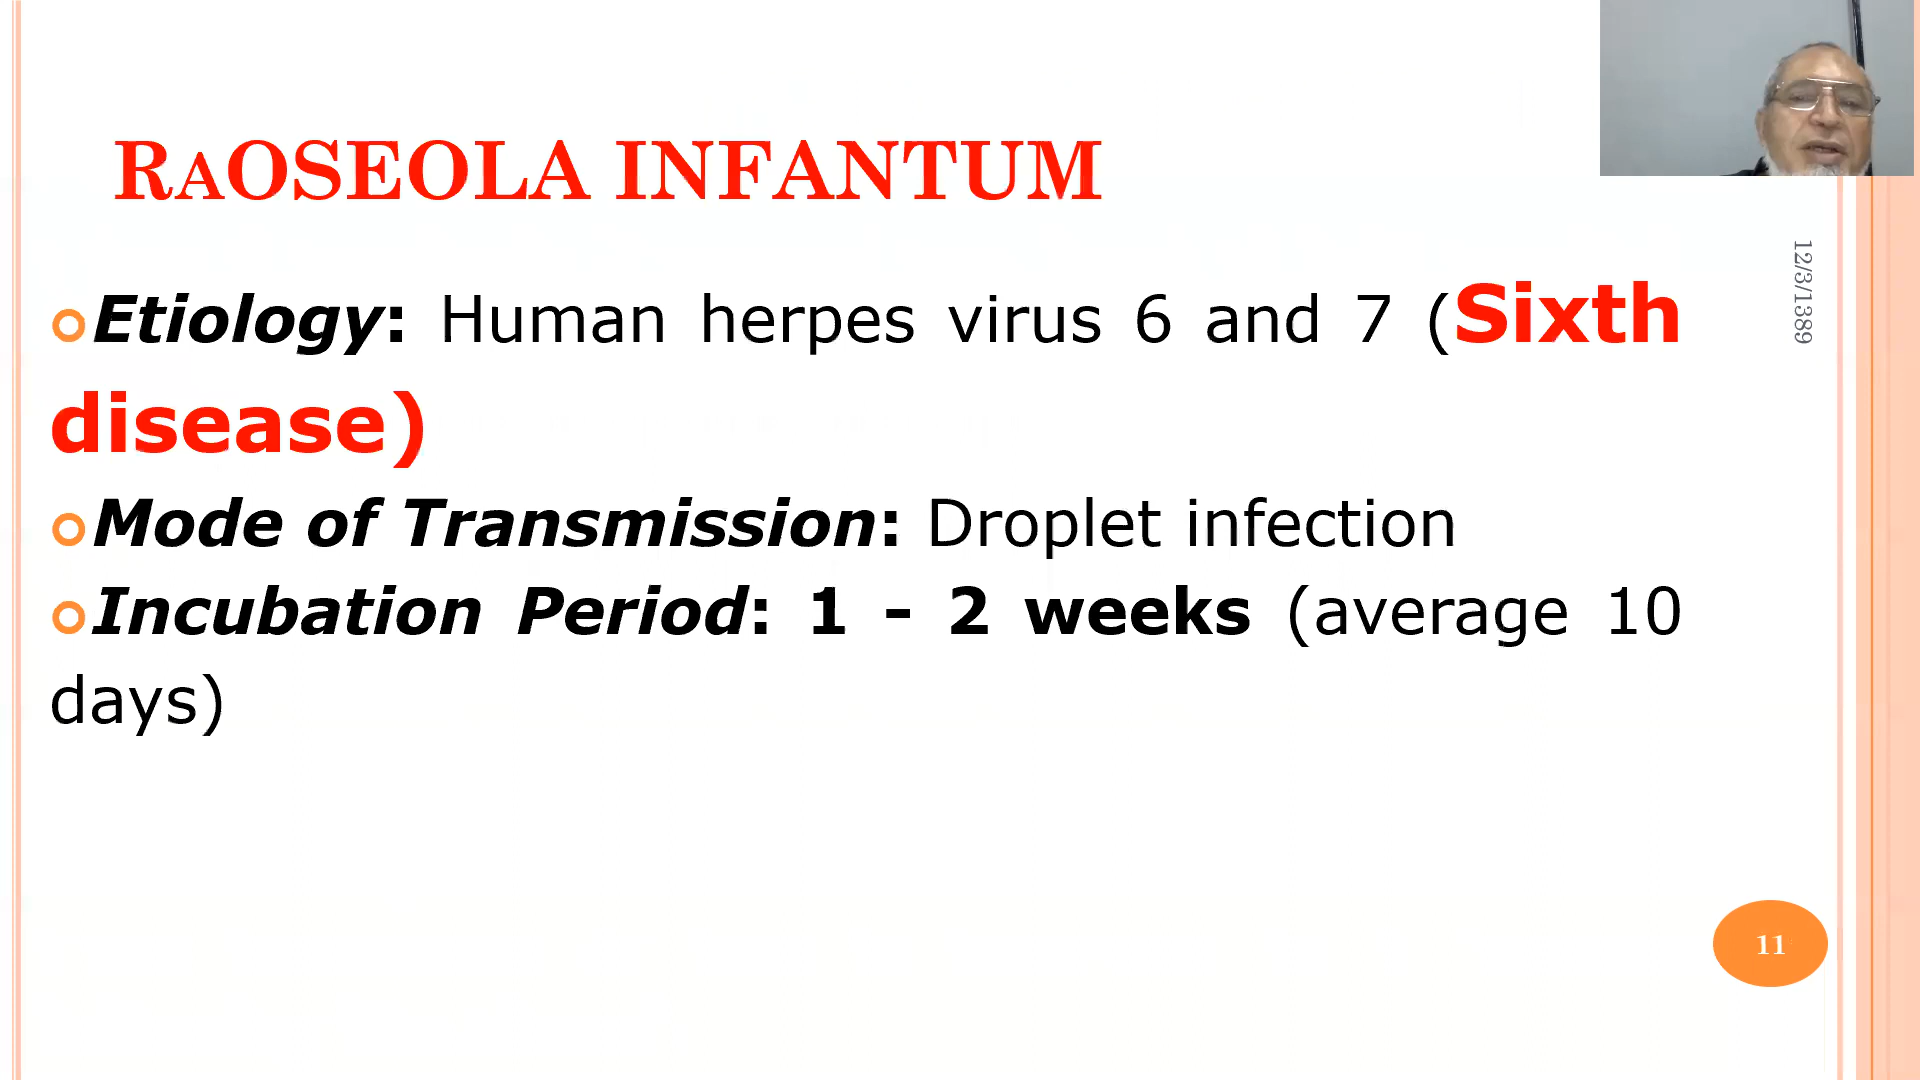 RAOSEOLA INFANTUM
Etiology: Human herpes virus 6 and 7 (Sixth
disease)
Mode of Transmission: Droplet infection
Incubation Period: 1 - 2 weeks (average 10
days)
12/3/1389
11